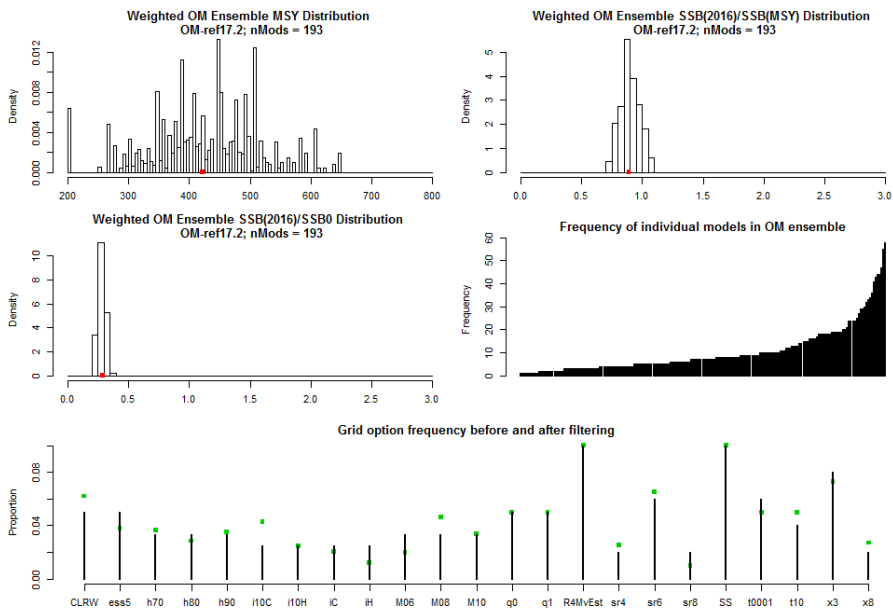 Weighted OM Ensemble MSY Distribution
OM-ref17.2; nMods = 193
Density
0.000 0.004 0.008 0.012
200 300 400 500 600 700 800
Weighted OM Ensemble SSB(2016)/SSB(MSY) Distribution
OM-ref17.2; nMods = 193
Density
0 1 2 3 4 5
0.0 0.5 1.0 1.5 2.0 2.5 3.0
Weighted OM Ensemble SSB(2016)/SSB0 Distribution
OM-ref17.2; nMods = 193
Density
0 2 4 6 8 10
0.0 0.5 1.0 1.5 2.0 2.5 3.0
Frequency of individual models in OM ensemble
Frequency
0 10 20 30 40 50 60
Grid option frequency before and after filtering
Proportion
0.00 0.04 0.08
CLRW ess5 h70 h80 h90 i10C i10H iC iH M06 M08 M10 q0 q1 R4MvEst sr4 sr6 sr8 SS t0001 t10 x3 x8